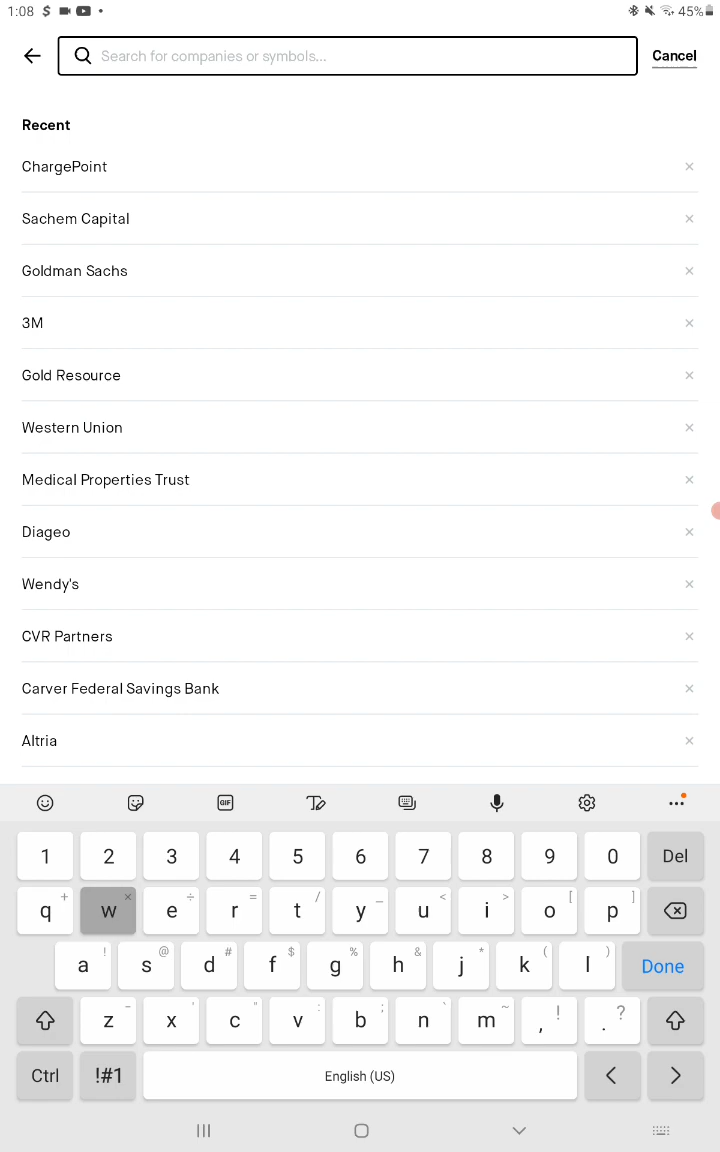 1:08 $ 45%
Search for companies or symbols...
Cancel
Recent
ChargePoint
Sachem Capital
Goldman Sachs
3M
Gold Resource
Western Union
Medical Properties Trust
Diageo
Wendy's
CVR Partners
Carver Federal Savings Bank
Altria
GIF
1 2 3 4 5 6 7 8 9 0 Del
q + w × e ÷ r = t / y _ u < i > o [ p ]
a ! s @ d # f $ g % h & j * k ( l ) Done
z - x ' c " v : b ; n ` m ~ , ! . ?
Ctrl !#1 English (US) < >